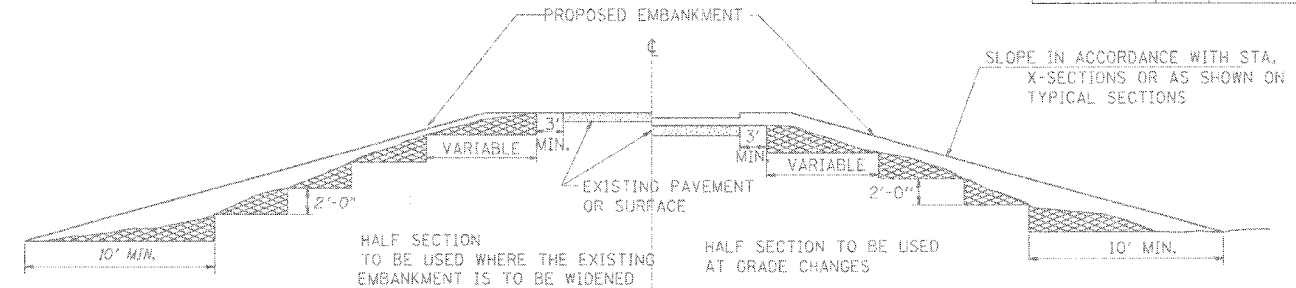 PROPOSED EMBANKMENT
℄
SLOPE IN ACCORDANCE WITH STA.
X-SECTIONS OR AS SHOWN ON
TYPICAL SECTIONS
3'
MIN.
VARIABLE
3'
MIN
VARIABLE
2'-0"
EXISTING PAVEMENT
OR SURFACE
2'-0"
10' MIN.
HALF SECTION
TO BE USED WHERE THE EXISTING
EMBANKMENT IS TO BE WIDENED
HALF SECTION TO BE USED
AT GRADE CHANGES
10' MIN.